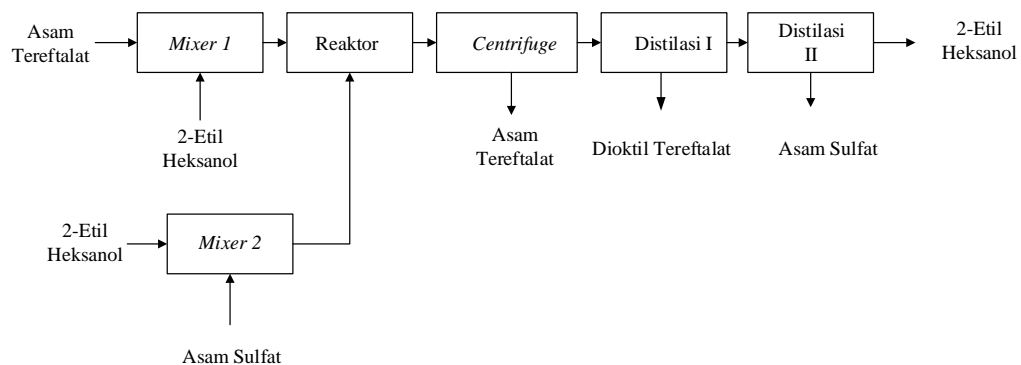 Asam
Tereftalat
Mixer 1
Reaktor
Centrifuge
Distilasi I
Distilasi
II
2-Etil
Heksanol
2-Etil
Heksanol
Asam
Tereftalat
Dioktil Tereftalat
Asam Sulfat
2-Etil
Heksanol
Mixer 2
Asam Sulfat